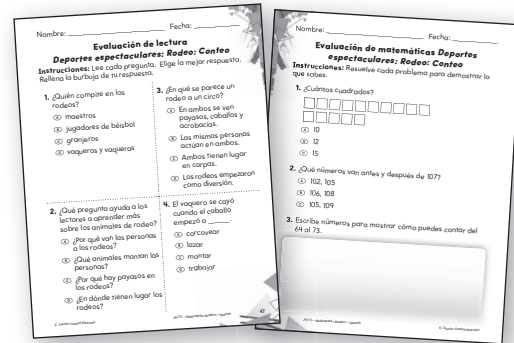 Nombre: ____________ Fecha: ____________
Evaluación de lectura
Deportes espectaculares: Rodeo: Conteo
Instrucciones: Lee cada pregunta. Elige la mejor respuesta.
Rellena la burbuja de tu respuesta.
1. ¿Quién compite en los
rodeos?
A maestros
B jugadores de béisbol
C granjeros
D vaqueros y vaqueras
2. ¿Qué pregunta ayuda a los
lectores a aprender más
sobre los animales de rodeo?
A ¿Por qué van las personas
a los rodeos?
B ¿Qué animales montan las
personas?
C ¿Por qué hay payasos en
los rodeos?
D ¿En dónde tienen lugar los
rodeos?
3. ¿En qué se parece un
rodeo a un circo?
A En ambos se ven
payasos, caballos y
acrobacias.
B Las mismas personas
actúan en ambos.
C Ambos tienen lugar
en carpas.
D Los rodeos empezaron
como diversión.
4. El vaquero se cayó
cuando el caballo
empezó a ______.
A corcovear
B lazar
C montar
D trabajar
47
Nombre: ____________ Fecha: ____________
Evaluación de matemáticas Deportes
espectaculares: Rodeo: Conteo
Instrucciones: Resuelve cada problema para demostrar lo
que sabes.
1. ¿Cuántos cuadrados?
A 10
B 12
C 15
2. ¿Qué números van antes y después de 107?
A 102, 105
B 106, 108
C 105, 109
3. Escribe números para mostrar cómo puedes contar del
64 al 73.